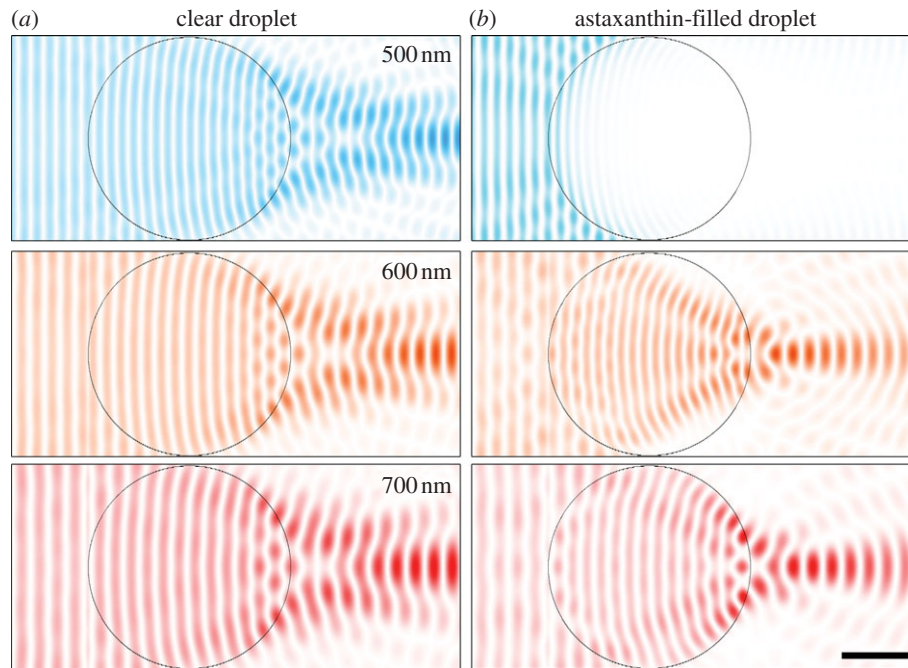 (a) clear droplet
(b) astaxanthin-filled droplet
500 nm
600 nm
700 nm